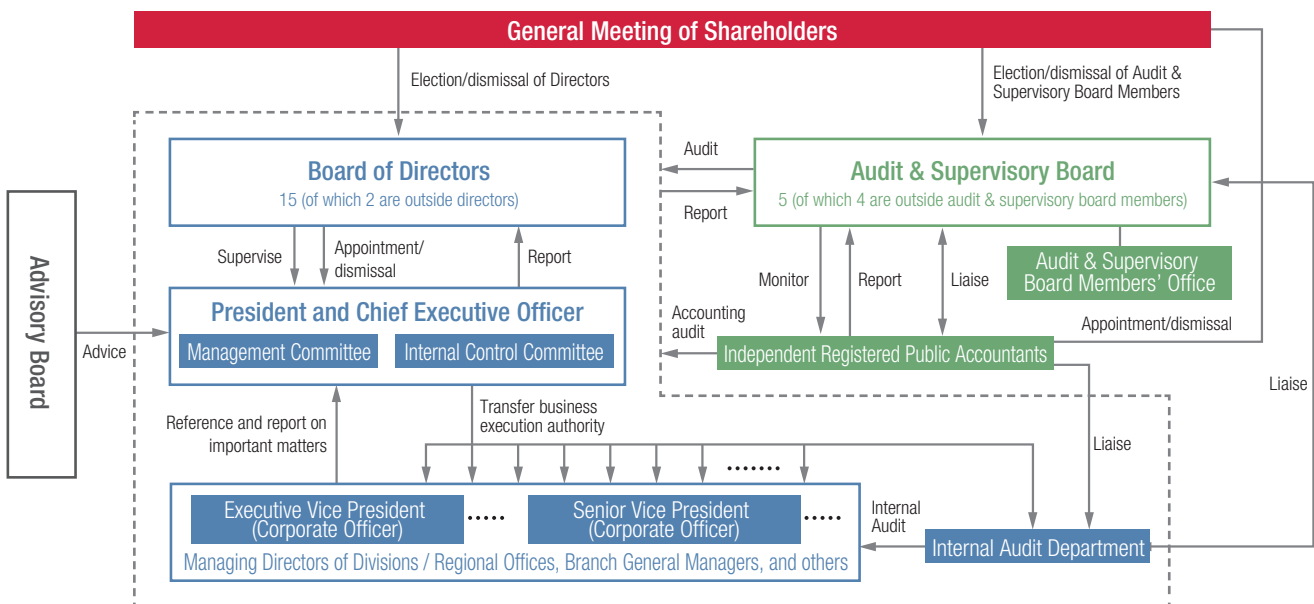 General Meeting of Shareholders
Election/dismissal of Directors
Election/dismissal of Audit &
Supervisory Board Members
Board of Directors
15 (of which 2 are outside directors)
Audit
Report
Audit & Supervisory Board
5 (of which 4 are outside audit & supervisory board members)
Advisory Board
Advice
Supervise
Appointment/
dismissal
Report
Monitor
Report
Liaise
Audit & Supervisory
Board Members' Office
President and Chief Executive Officer
Management Committee
Internal Control Committee
Accounting
audit
Independent Registered Public Accountants
Appointment/dismissal
Liaise
Reference and report on
important matters
Transfer business
execution authority
Liaise
.......
Executive Vice President
(Corporate Officer)
.....
Senior Vice President
(Corporate Officer)
.....
Managing Directors of Divisions / Regional Offices, Branch General Managers, and others
Internal
Audit
Internal Audit Department